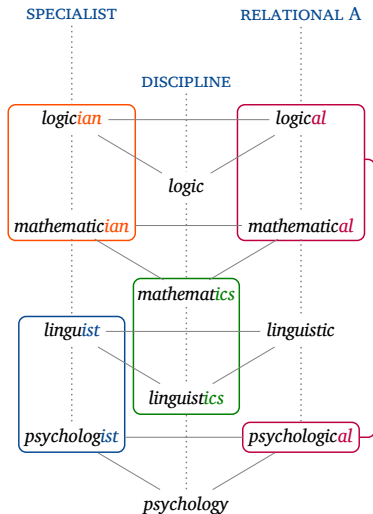 SPECIALIST RELATIONAL A
DISCIPLINE
logician logical
logic
mathematician mathematical
mathematics
linguist linguistic
linguistics
psychologist psychological
psychology